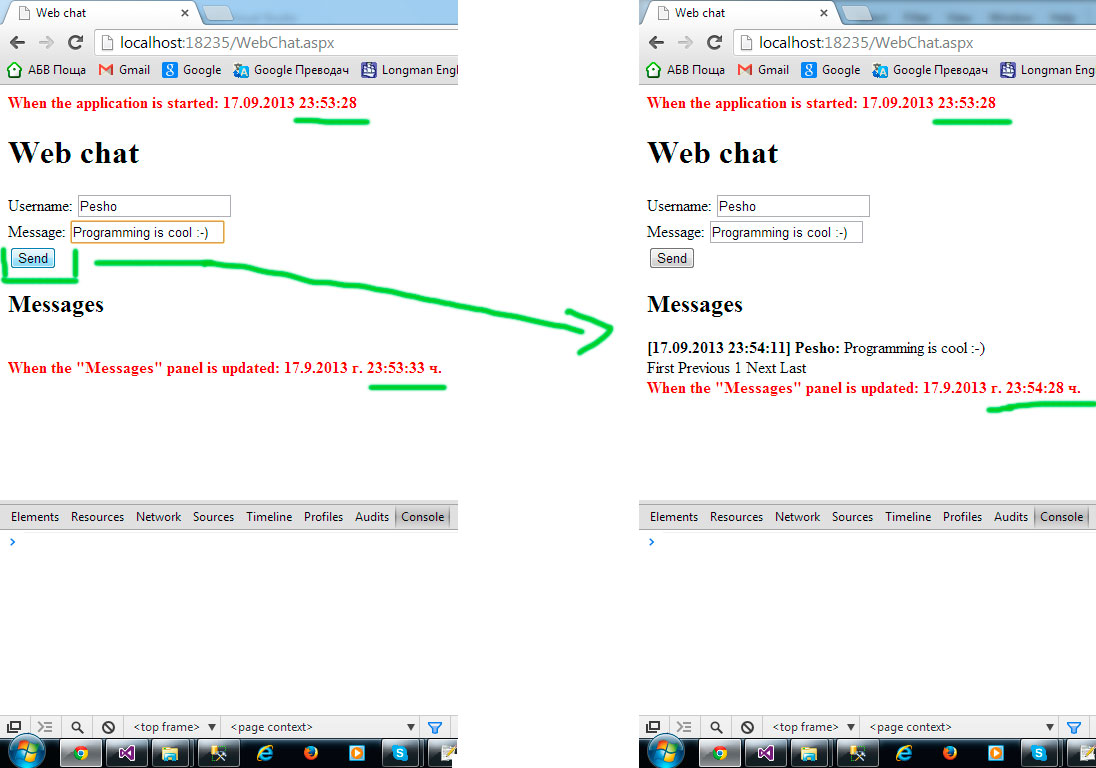 Web chat
localhost:18235/WebChat.aspx
АБВ Поща Gmail Google Google Преводач Longman Engl
When the application is started: 17.09.2013 23:53:28
Web chat
Username: Pesho
Message: Programming is cool :-)
Send
Messages
When the "Messages" panel is updated: 17.9.2013 г. 23:53:33 ч.
Elements Resources Network Sources Timeline Profiles Audits Console
<top frame> <page context>
Web chat
localhost:18235/WebChat.aspx
АБВ Поща Gmail Google Google Преводач Longman Eng
When the application is started: 17.09.2013 23:53:28
Web chat
Username: Pesho
Message: Programming is cool :-)
Send
Messages
[17.09.2013 23:54:11] Pesho: Programming is cool :-)
First Previous 1 Next Last
When the "Messages" panel is updated: 17.9.2013 г. 23:54:28 ч.
Elements Resources Network Sources Timeline Profiles Audits Console
<top frame> <page context>